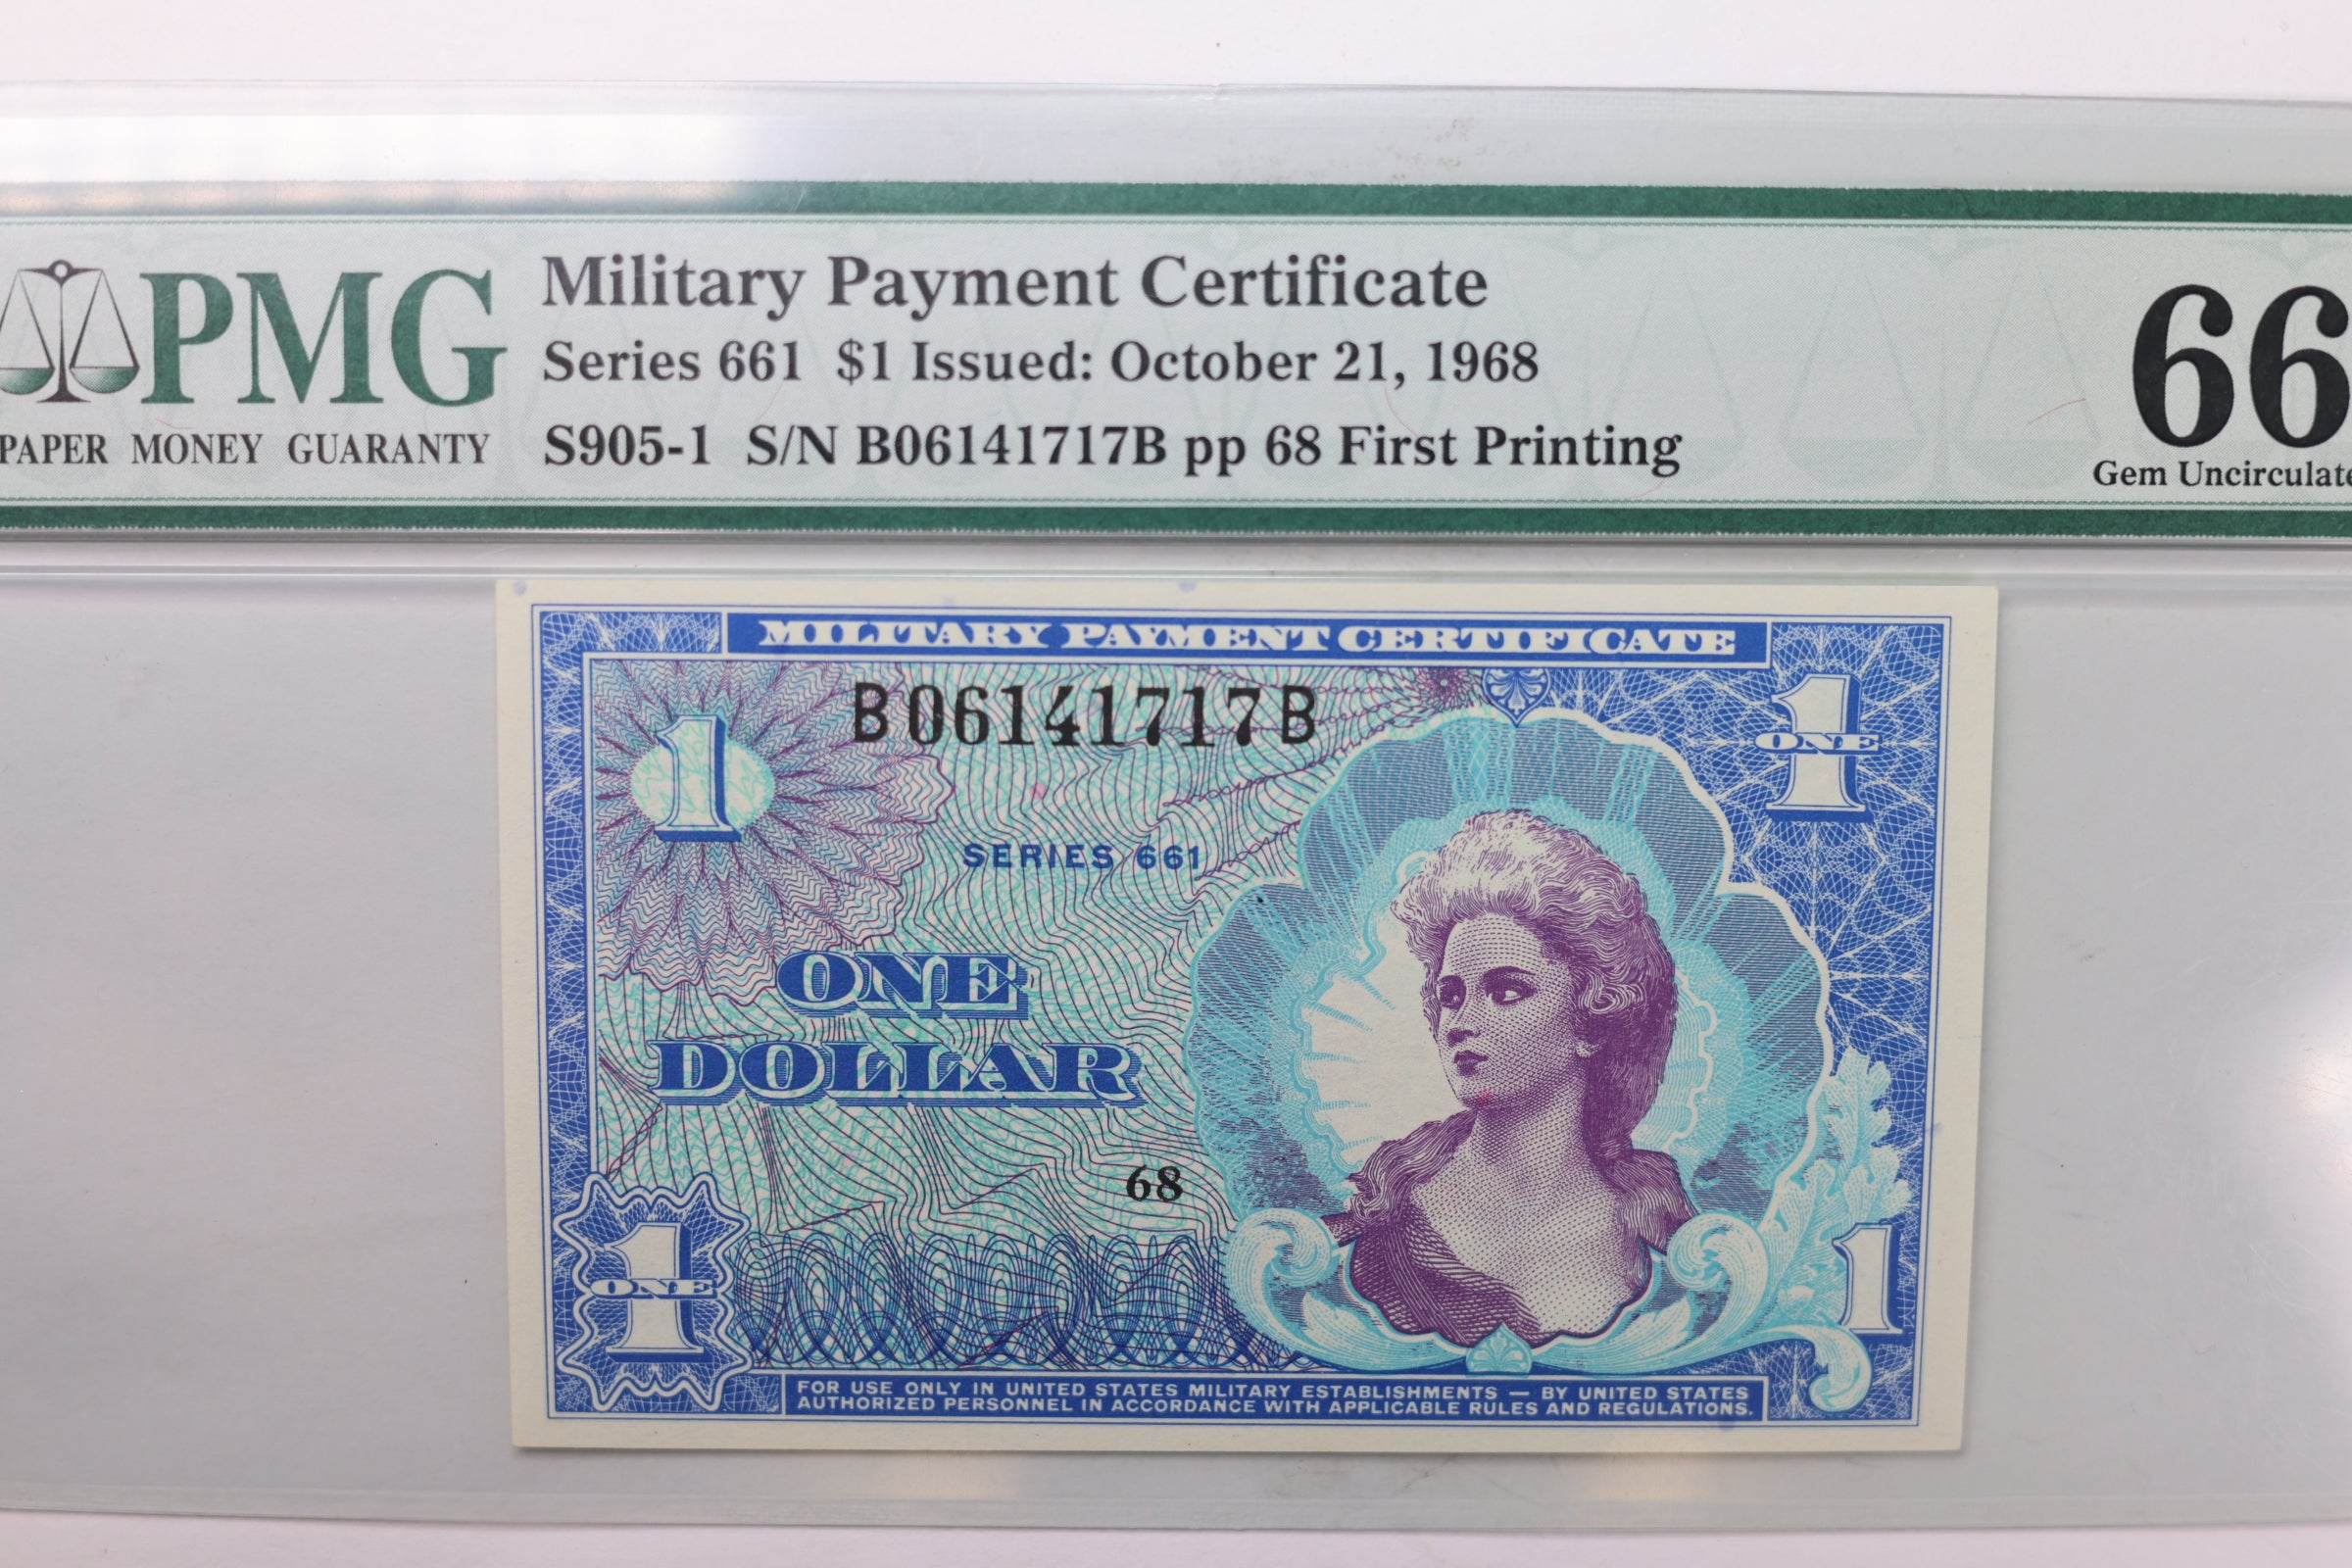 PMG
PAPER MONEY GUARANTY
Military Payment Certificate
Series 661 $1 Issued: October 21, 1968
S905-1 S/N B06141717B pp 68 First Printing
66
Gem Uncirculate
MILITARY PAYMENT CERTIFICATE
B06141717B
1
1
ONE
SERIES 661
ONE
DOLLAR
68
1
ONE
1
FOR USE ONLY IN UNITED STATES MILITARY ESTABLISHMENTS — BY UNITED STATES
AUTHORIZED PERSONNEL IN ACCORDANCE WITH APPLICABLE RULES AND REGULATIONS.